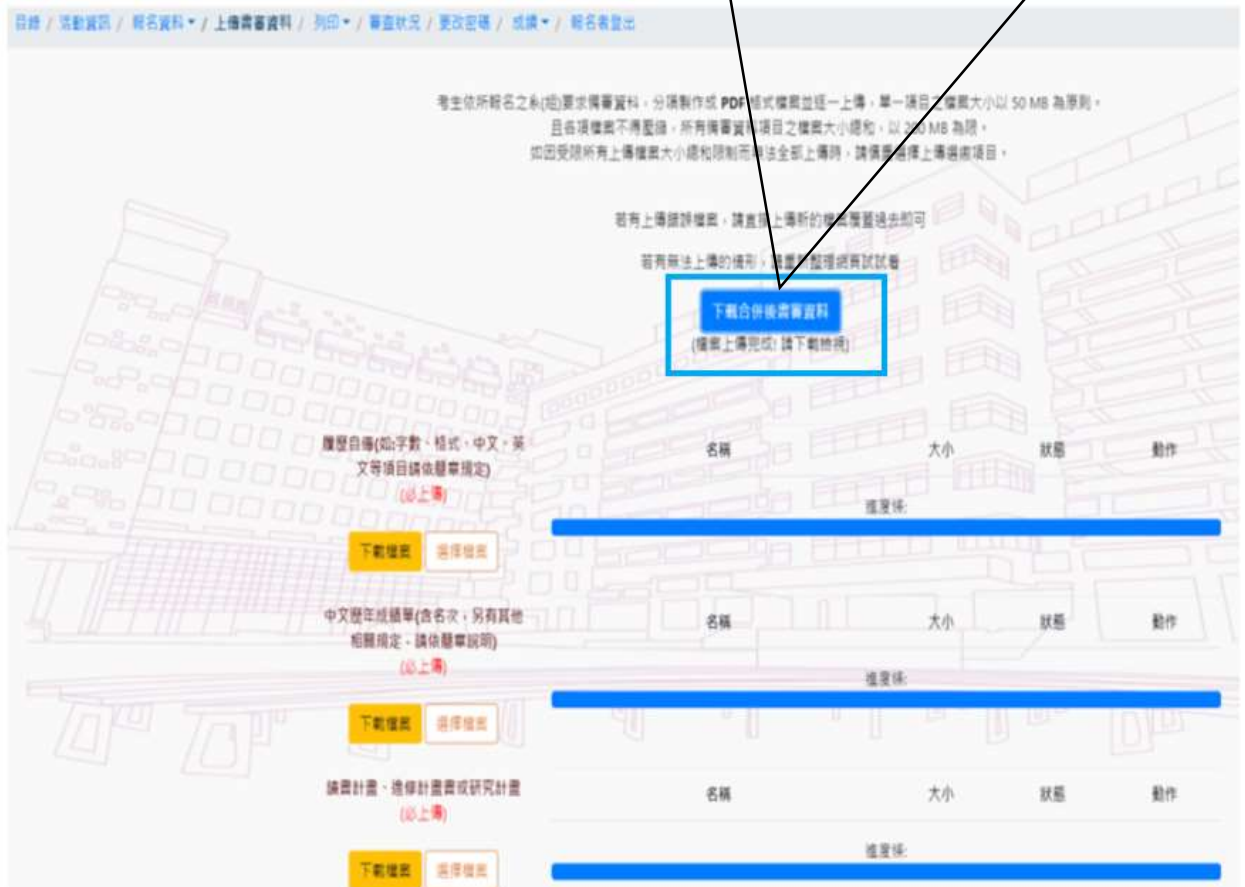 目錄 / 活動資訊 / 報名資料 / 上傳書審資料 / 列印 / 審查狀況 / 更改密碼 / 成績 / 報名者登出
考生依所報名之系(組)要求備審資料，分項製作成 PDF 格式檔案並逐一上傳，單一項目之檔案大小以 50 MB 為原則。
且各項檔案不得壓縮，所有備審資料項目之檔案大小總和，以 200 MB 為限。
如因受限所有上傳檔案大小總和限制而無法全部上傳時，請慎重選擇上傳選繳項目。
若有上傳錯誤檔案，請直接上傳新的檔案覆蓋過去即可
若有無法上傳的情形，請重新整理網頁試試看
下載合併後書審資料
(檔案上傳完成! 請下載檢視)
履歷自傳(如:字數、格式、中文、英
文等項目請依簡章規定)
(必上傳)
名稱 大小 狀態 動作
進度條:
下載檔案 選擇檔案
中文歷年成績單(含名次，另有其他
相關規定，請依簡章說明)
(必上傳)
名稱 大小 狀態 動作
進度條:
下載檔案 選擇檔案
讀書計畫、進修計畫書或研究計畫
(必上傳)
名稱 大小 狀態 動作
進度條:
下載檔案 選擇檔案